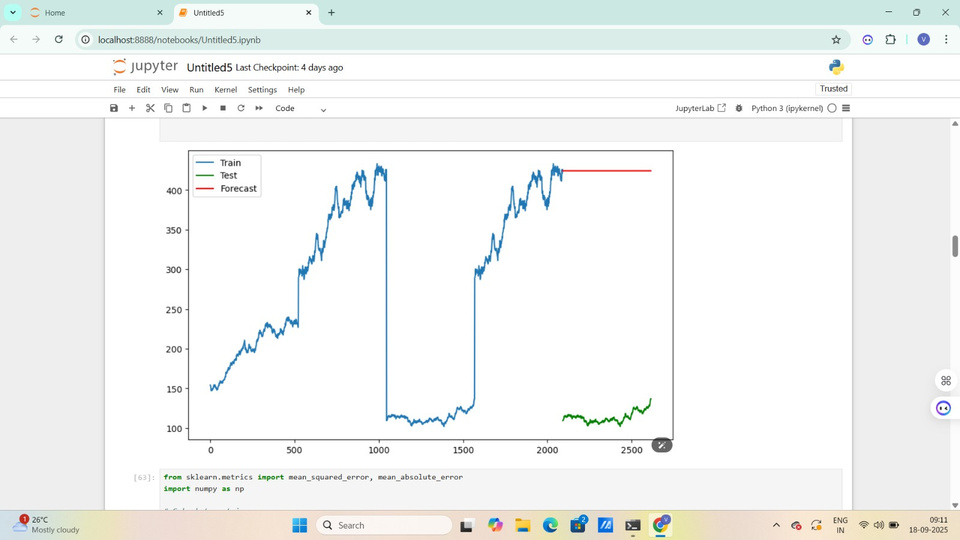 Home
Untitled5
localhost:8888/notebooks/Untitled5.ipynb
V
jupyter Untitled5 Last Checkpoint: 4 days ago
File Edit View Run Kernel Settings Help
Trusted
Code
JupyterLab
Python 3 (ipykernel)
Train
Test
Forecast
400
350
300
250
200
150
100
0 500 1000 1500 2000 2500
[63]:
from sklearn.metrics import mean_squared_error, mean_absolute_error
import numpy as np
1
26°C
Mostly cloudy
Search
2
V
ENG
IN
09:11
18-09-2025